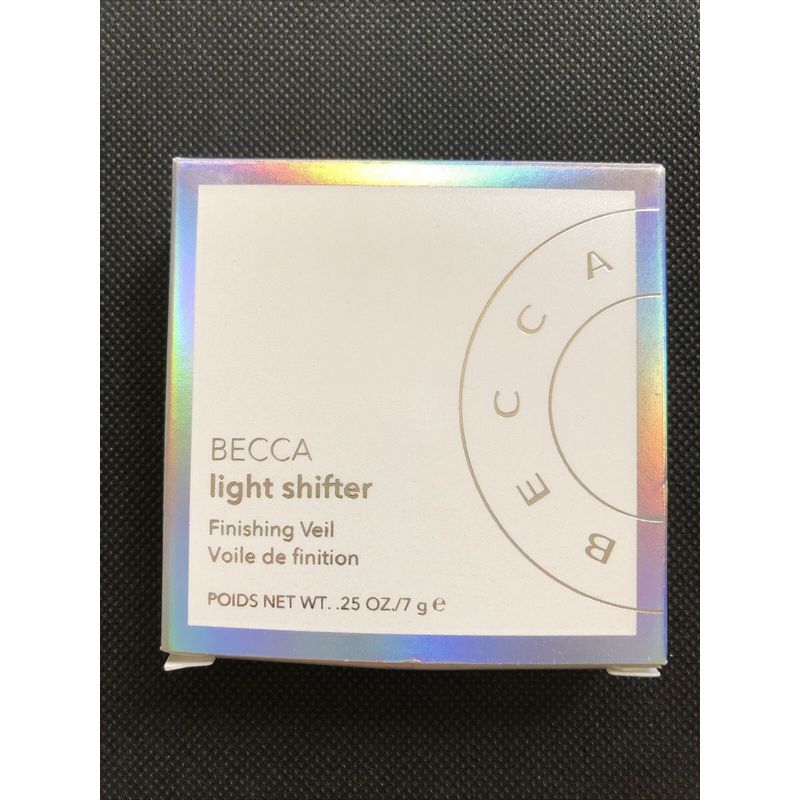 BECCA
BECCA
light shifter
Finishing Veil
Voile de finition
POIDS NET WT. .25 OZ./7 g ℮